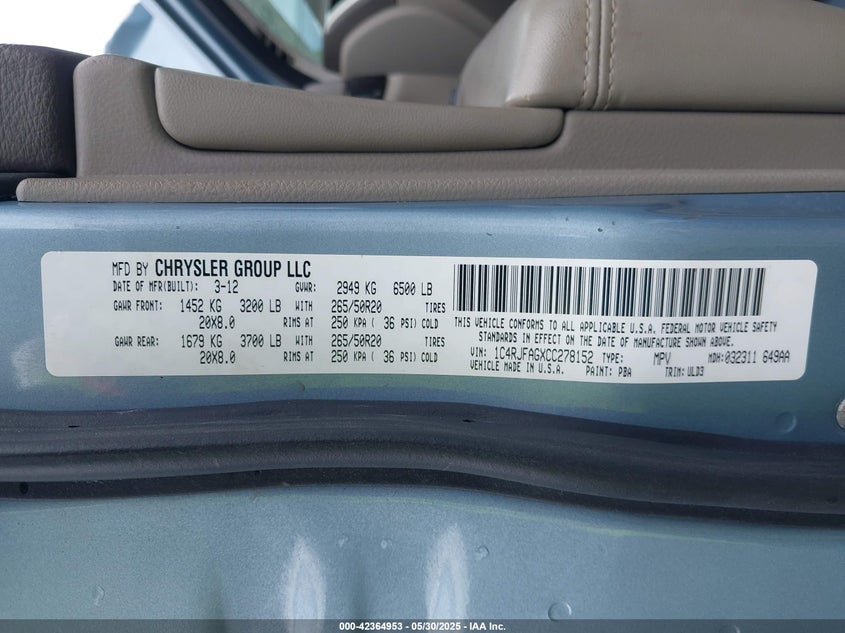 MFD BY CHRYSLER GROUP LLC
DATE OF MFR(BUILT): 3-12 GVWR: 2949 KG 6500 LB
GAWR FRONT: 1452 KG 3200 LB WITH 265/50R20 TIRES
20X8.0 RIMS AT 250 KPA ( 36 PSI) COLD
GAWR REAR: 1679 KG 3700 LB WITH 265/50R20 TIRES
20X8.0 RIMS AT 250 KPA ( 36 PSI) COLD
THIS VEHICLE CONFORMS TO ALL APPLICABLE U.S.A. FEDERAL MOTOR VEHICLE SAFETY
STANDARDS IN EFFECT ON THE DATE OF MANUFACTURE SHOWN ABOVE.
VIN: 1C4RJFAGXCC278152 TYPE: MPV MDH:032311 649AA
VEHICLE MADE IN U.S.A. PAINT: PBA TRIM: ULD3
000-42364953 — 05/30/2025 — IAA Inc.